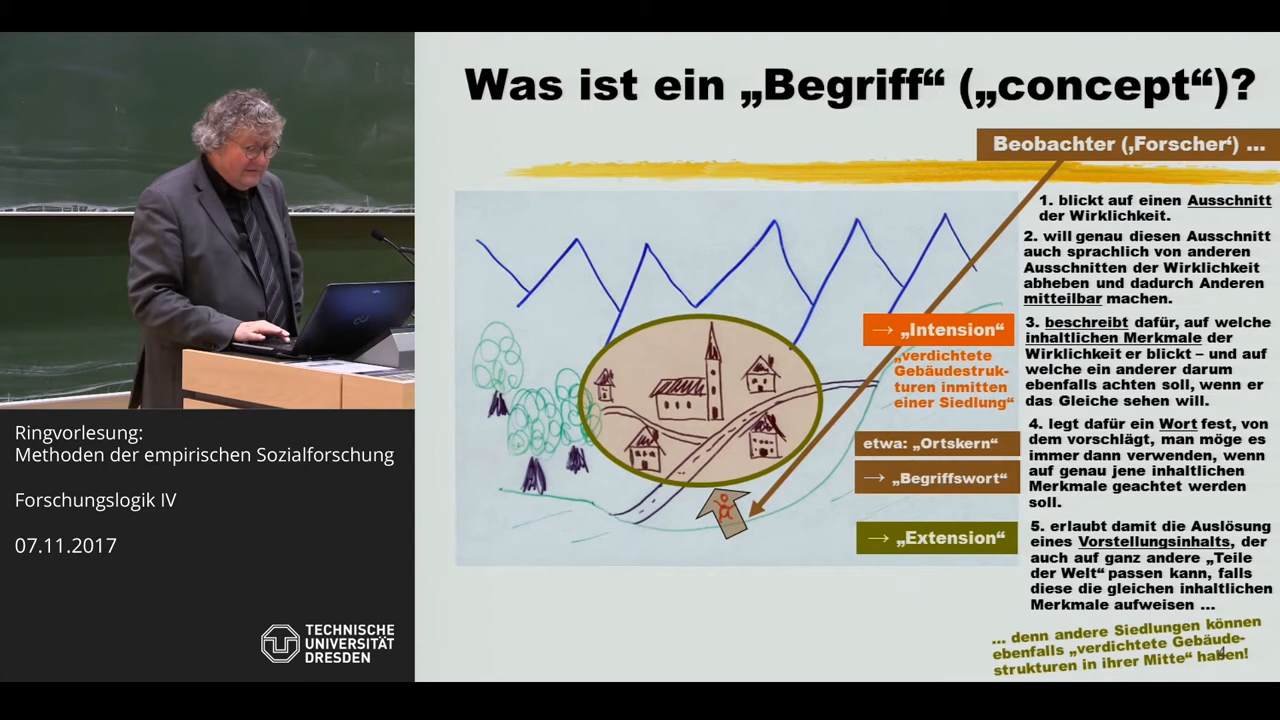 Was ist ein „Begriff“ („concept“)?
Beobachter (‚Forscher‘) ...
1. blickt auf einen Ausschnitt
der Wirklichkeit.
2. will genau diesen Ausschnitt
auch sprachlich von anderen
Ausschnitten der Wirklichkeit
abheben und dadurch Anderen
mitteilbar machen.
3. beschreibt dafür, auf welche
inhaltlichen Merkmale der
Wirklichkeit er blickt – und auf
welche ein anderer darum
ebenfalls achten soll, wenn er
das Gleiche sehen will.
4. legt dafür ein Wort fest, von
dem vorschlägt, man möge es
immer dann verwenden, wenn
auf genau jene inhaltlichen
Merkmale geachtet werden
soll.
5. erlaubt damit die Auslösung
eines Vorstellungsinhalts, der
auch auf ganz andere „Teile
der Welt“ passen kann, falls
diese die gleichen inhaltlichen
Merkmale aufweisen ...
... denn andere Siedlungen können
ebenfalls „verdichtete Gebäude-
strukturen in ihrer Mitte“ haben!
4
→ „Intension“
„verdichtete
Gebäudestruk-
turen inmitten
einer Siedlung“
etwa: „Ortskern“
→ „Begriffswort“
→ „Extension“
Ringvorlesung:
Methoden der empirischen Sozialforschung
Forschungslogik IV
07.11.2017
TECHNISCHE
UNIVERSITÄT
DRESDEN